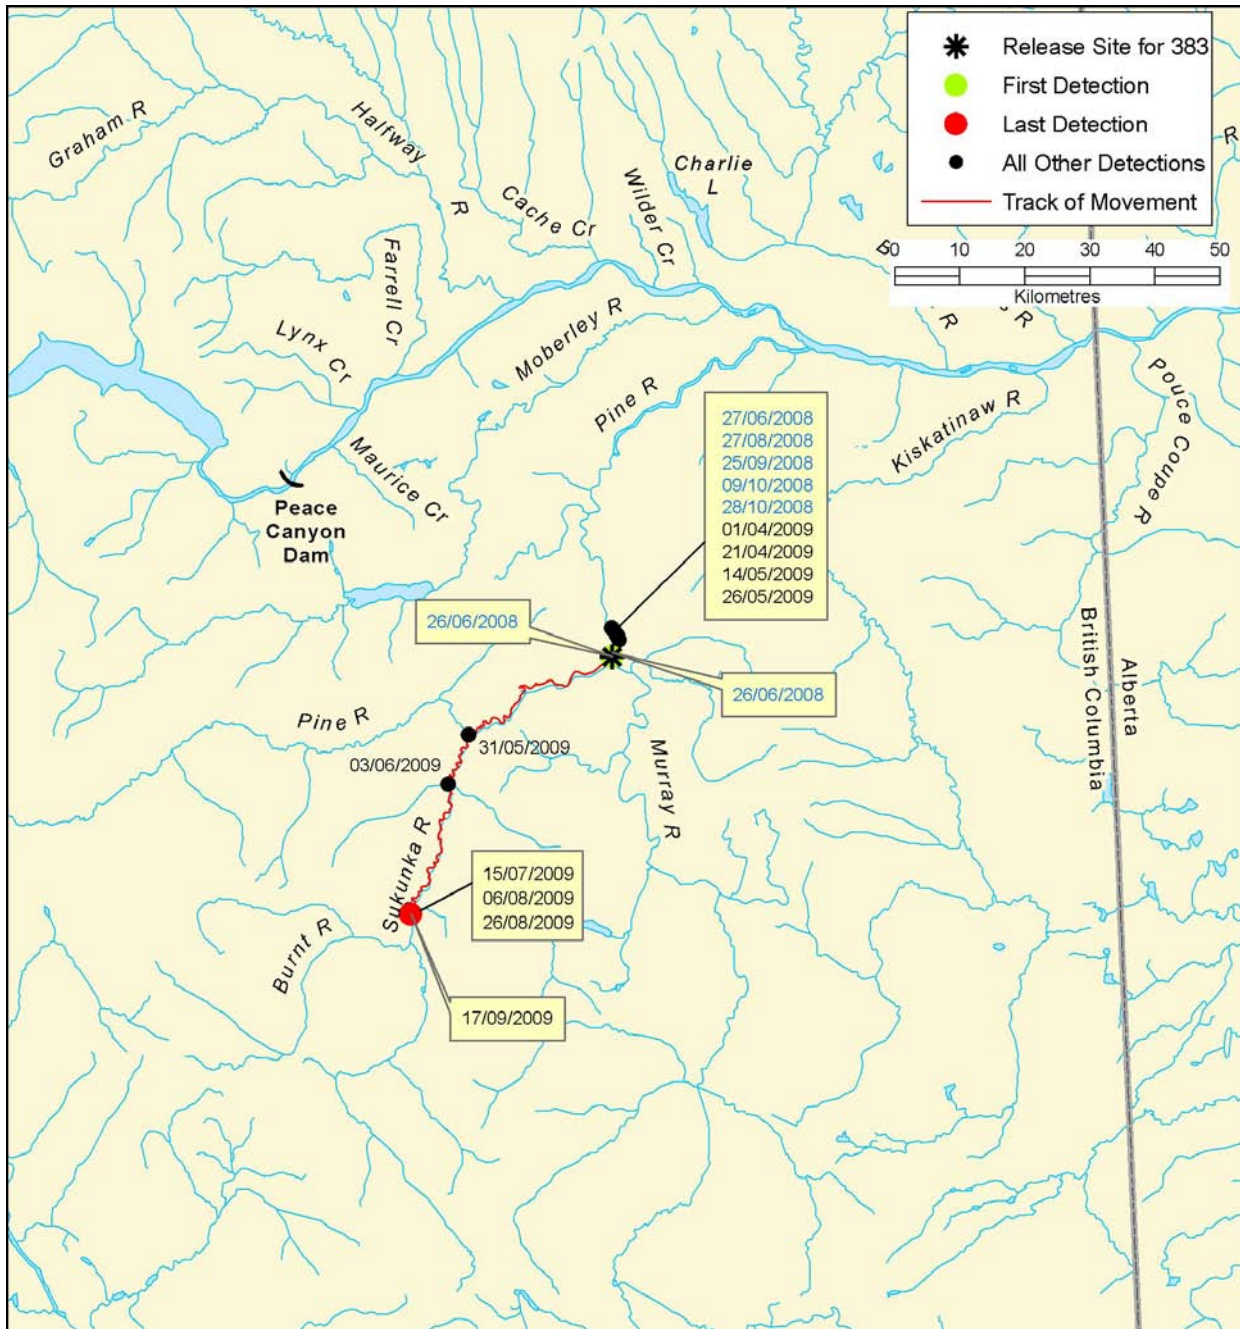 Release Site for 383
First Detection
Last Detection
All Other Detections
Track of Movement
0 10 20 30 40 50
Kilometres
Graham R
Halfway
R
Cache Cr
Wilder Cr
Charlie
L
R
B
R
R
Farrell Cr
Lynx Cr
Moberley R
Pine R
Maurice Cr
Kiskatinaw R
Pouce Coupe R
Peace
Canyon
Dam
27/06/2008
27/08/2008
25/09/2008
09/10/2008
28/10/2008
01/04/2009
21/04/2009
14/05/2009
26/05/2009
26/06/2008
26/06/2008
British Columbia
Alberta
Pine R
31/05/2009
03/06/2009
Murray R
Sukunka R
15/07/2009
06/08/2009
26/08/2009
Burnt R
17/09/2009